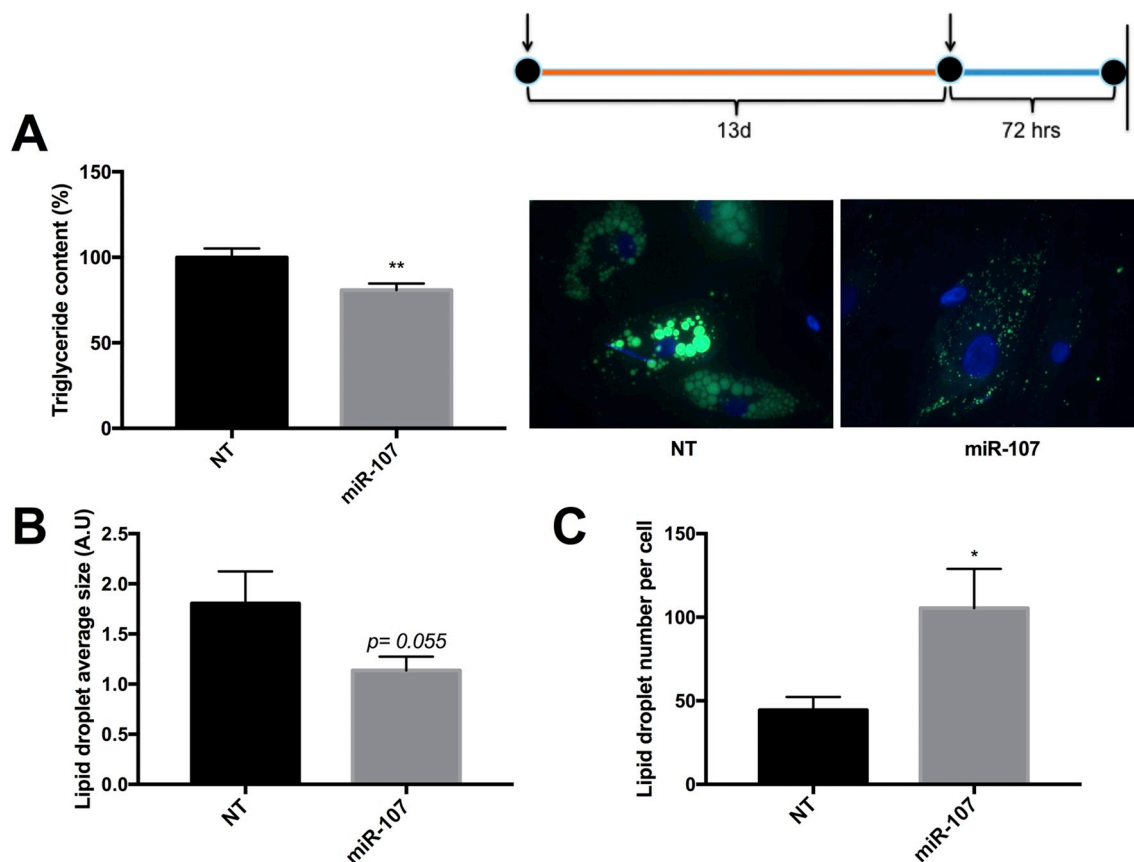 13d
72 hrs
A
Triglyceride content (%)
150
100
50
0
**
NT
miR-107
NT
miR-107
B
Lipid droplet average size (A.U)
2.5
2.0
1.5
1.0
0.5
0.0
p= 0.055
NT
miR-107
C
Lipid droplet number per cell
150
100
50
0
*
NT
miR-107